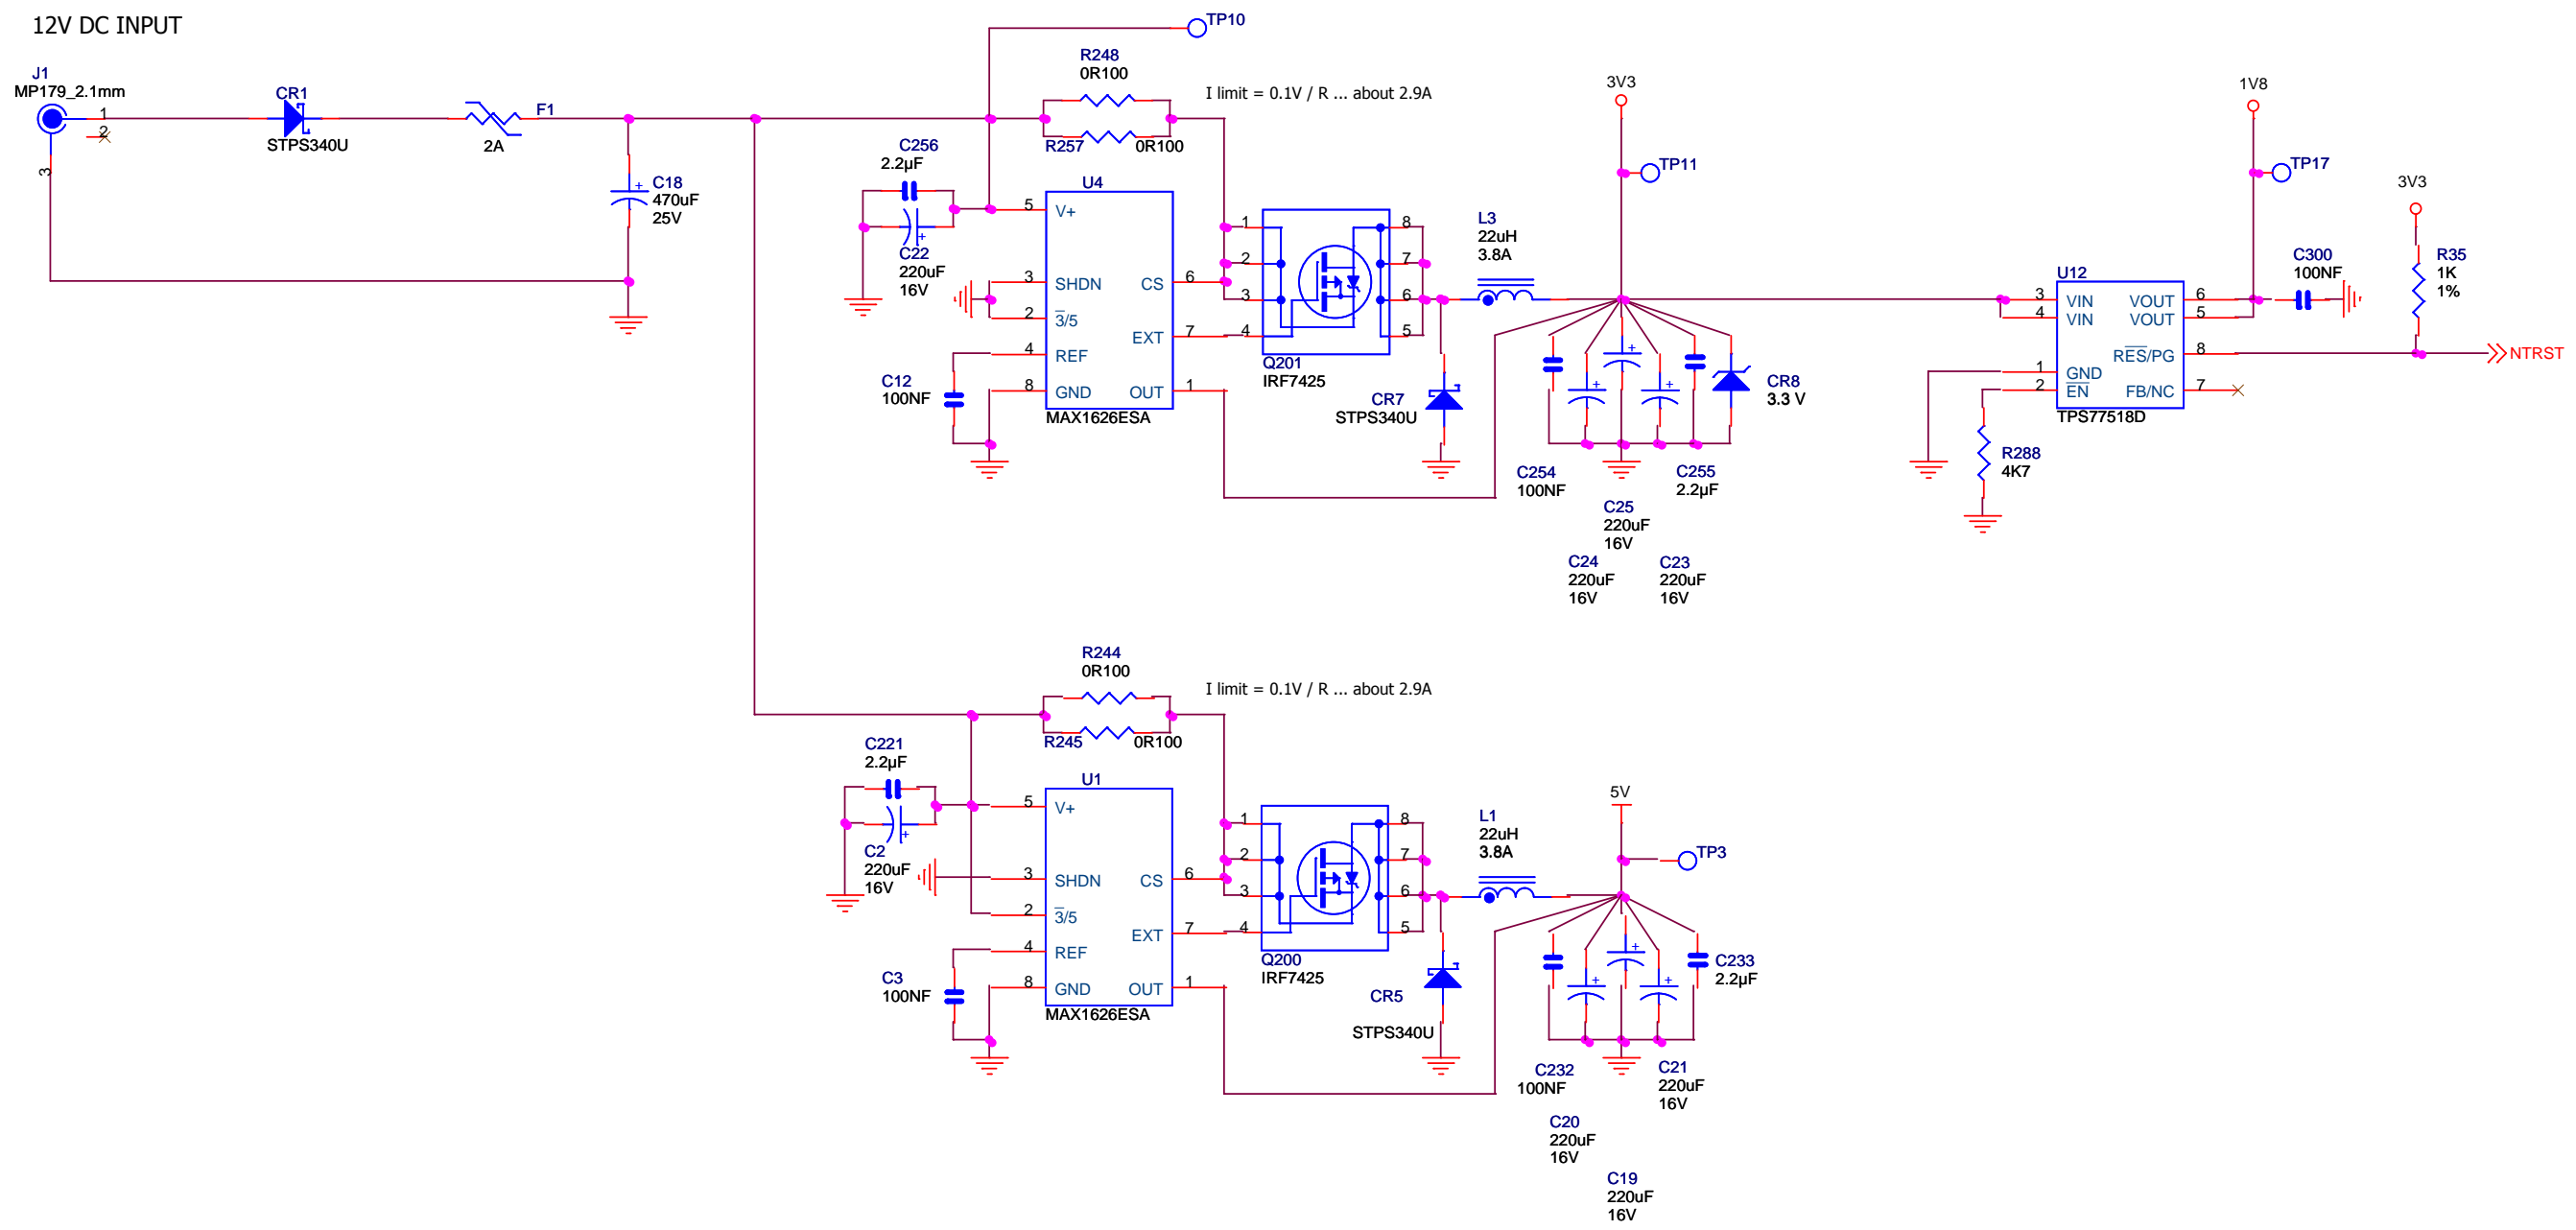 12V DC INPUT
J1
MP179_2.1mm
1
2
3
CR1
STPS340U
F1
2A
C18
470uF
25V
TP10
R248
0R100
R257
0R100
I limit = 0.1V / R ... about 2.9A
C256
2.2µF
C22
220uF
16V
C12
100NF
U4
5
V+
3
SHDN
2
3/5
4
REF
8
GND
CS
6
EXT
7
OUT
1
MAX1626ESA
1
2
3
4
8
7
6
5
Q201
IRF7425
L3
22uH
3.8A
CR7
STPS340U
3V3
TP11
CR8
3.3 V
C254
100NF
C255
2.2µF
C25
220uF
16V
C24
220uF
16V
C23
220uF
16V
U12
3
VIN
4
VIN
1
GND
2
EN
VOUT
6
VOUT
5
RES/PG
8
FB/NC
7
TPS77518D
R288
4K7
1V8
TP17
C300
100NF
3V3
R35
1K
1%
NTRST
R244
0R100
R245
0R100
I limit = 0.1V / R ... about 2.9A
C221
2.2µF
C2
220uF
16V
C3
100NF
U1
5
V+
3
SHDN
2
3/5
4
REF
8
GND
CS
6
EXT
7
OUT
1
MAX1626ESA
1
2
3
4
8
7
6
5
Q200
IRF7425
L1
22uH
3.8A
CR5
STPS340U
5V
TP3
C233
2.2µF
C232
100NF
C21
220uF
16V
C20
220uF
16V
C19
220uF
16V